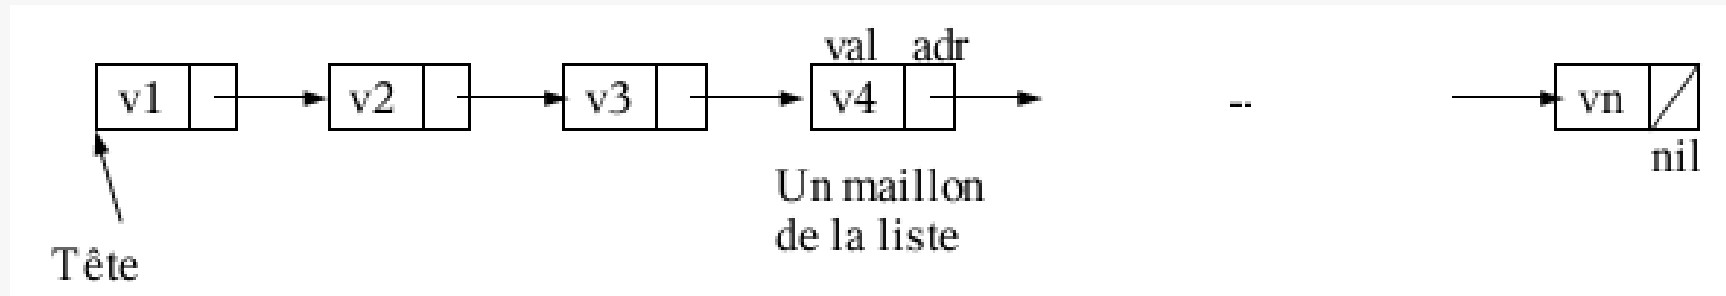 val adr
v1 v2 v3 v4 -- vn
nil
Un maillon
de la liste
Tête